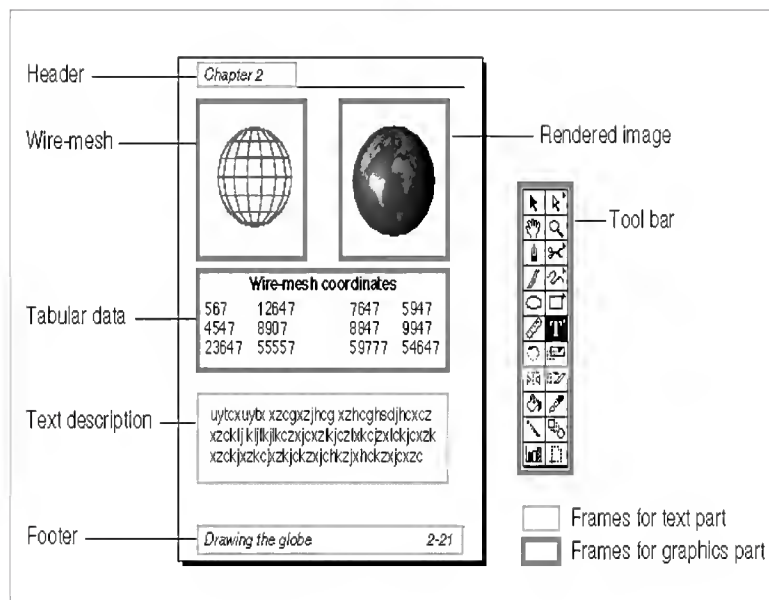 Header
Chapter 2
Wire-mesh
Rendered image
Tool bar
T
Wire-mesh coordinates
567 12647 7647 5947
4547 8907 8847 9947
23647 55557 59777 54647
Tabular data
Text description
xzcgxzjhcg xzhcghsdjhcxcz
Footer
Drawing the globe 2-21
Frames for text part
Frames for graphics part